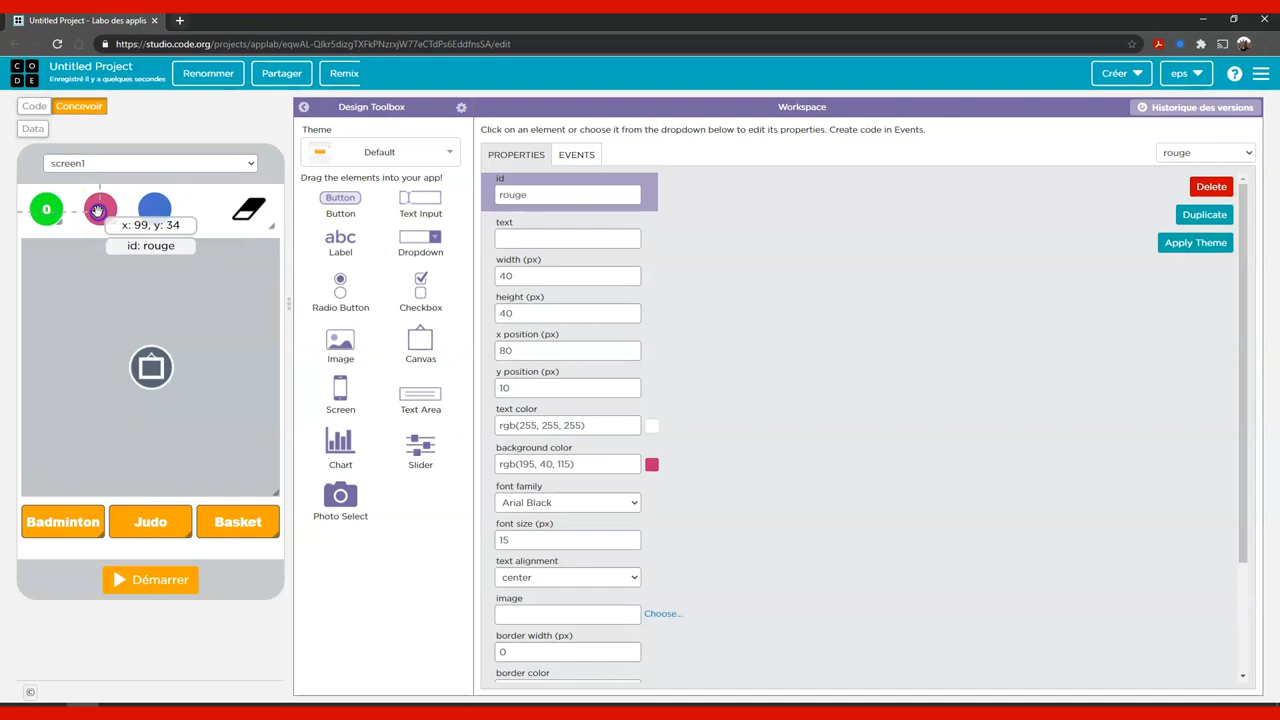 Untitled Project - Labo des applis
https://studio.code.org/projects/applab/eqwAL-QIkr5dizgTXFkPNzrxjW77eCTdPs6EddfnsSA/edit
C O
D E
Untitled Project
Enregistré il y a quelques secondes
Renommer
Partager
Remix
Créer
eps
?
Code
Concevoir
Data
screen1
0
x: 99, y: 34
id: rouge
Badminton
Judo
Basket
Démarrer
©
Design Toolbox
Theme
Default
Drag the elements into your app!
Button
Button
Text Input
abc
Label
Dropdown
Radio Button
Checkbox
Image
Canvas
Screen
Text Area
Chart
Slider
Photo Select
Workspace
Historique des versions
Click on an element or choose it from the dropdown below to edit its properties. Create code in Events.
PROPERTIES
EVENTS
rouge
Delete
Duplicate
Apply Theme
id
rouge
text
width (px)
40
height (px)
40
x position (px)
80
y position (px)
10
text color
rgb(255, 255, 255)
background color
rgb(195, 40, 115)
font family
Arial Black
font size (px)
15
text alignment
center
image
Choose...
border width (px)
0
border color